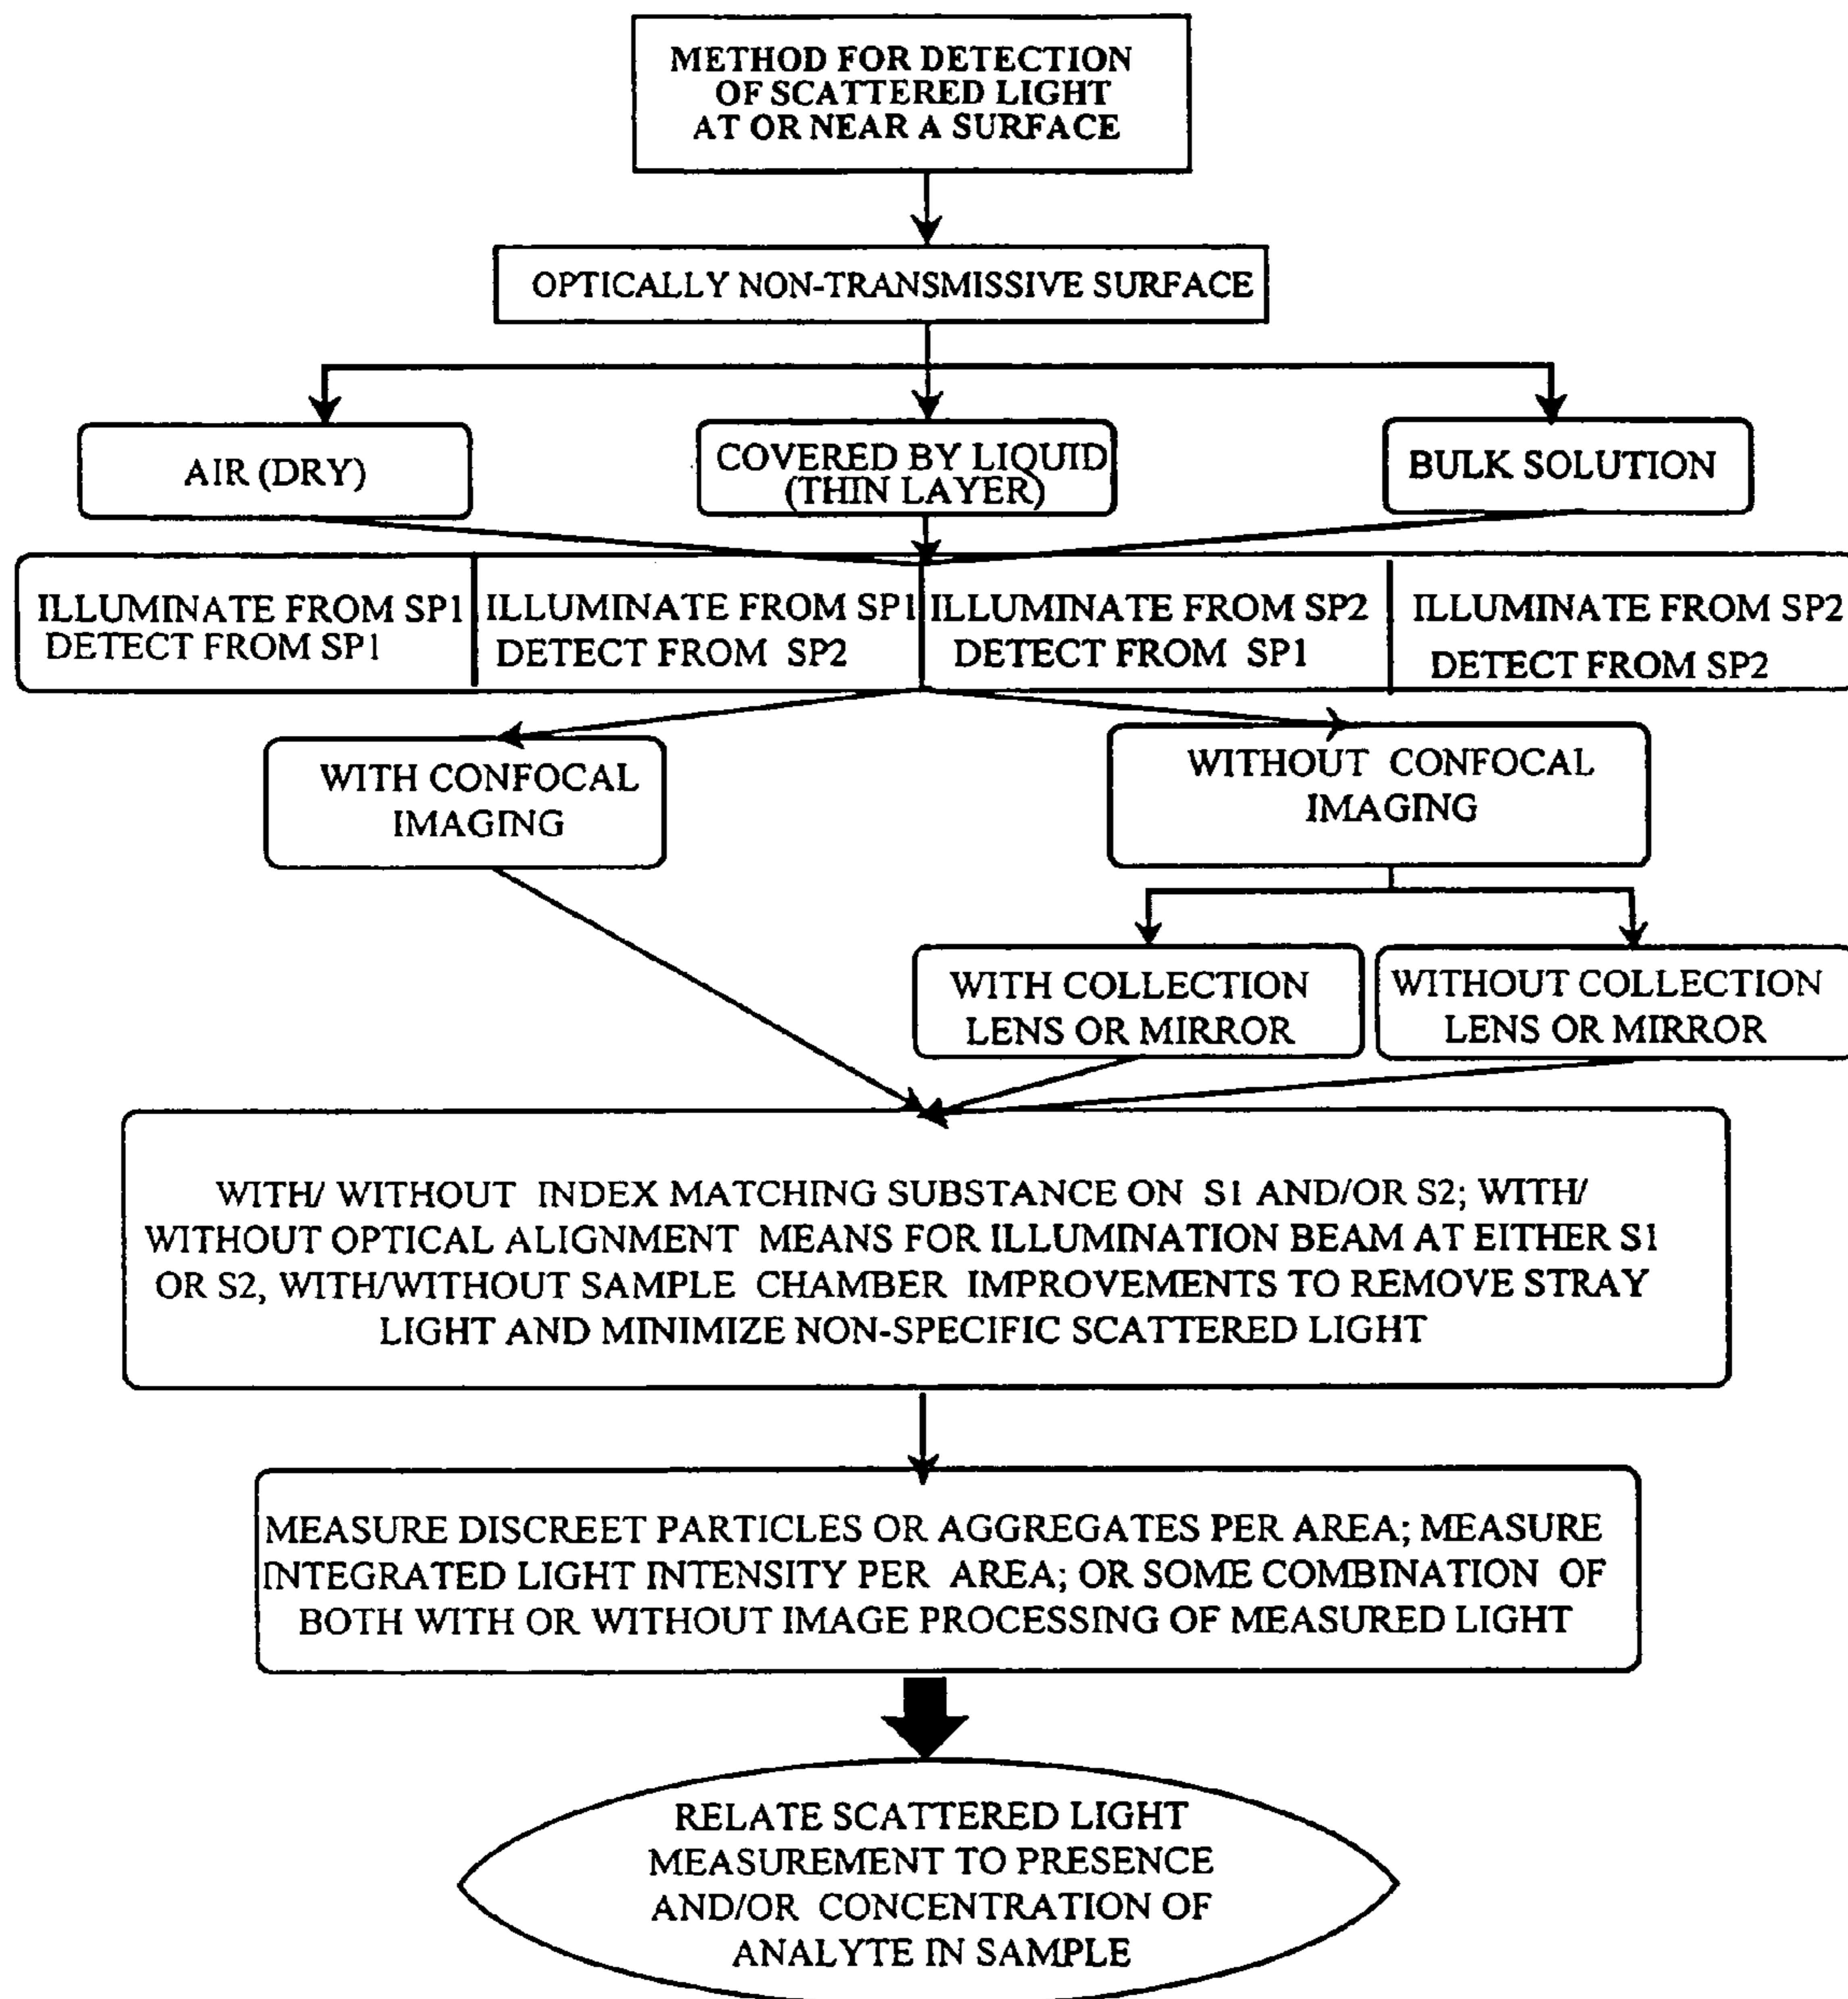 METHOD FOR DETECTION
OF SCATTERED LIGHT
AT OR NEAR A SURFACE
OPTICALLY NON-TRANSMISSIVE SURFACE
AIR (DRY)
COVERED BY LIQUID
(THIN LAYER)
BULK SOLUTION
ILLUMINATE FROM SP1
DETECT FROM SP1
ILLUMINATE FROM SP1
DETECT FROM SP2
ILLUMINATE FROM SP2
DETECT FROM SP1
ILLUMINATE FROM SP2
DETECT FROM SP2
WITH CONFOCAL
IMAGING
WITHOUT CONFOCAL
IMAGING
WITH COLLECTION
LENS OR MIRROR
WITHOUT COLLECTION
LENS OR MIRROR
WITH/ WITHOUT INDEX MATCHING SUBSTANCE ON S1 AND/OR S2; WITH/
WITHOUT OPTICAL ALIGNMENT MEANS FOR ILLUMINATION BEAM AT EITHER S1
OR S2, WITH/WITHOUT SAMPLE CHAMBER IMPROVEMENTS TO REMOVE STRAY
LIGHT AND MINIMIZE NON-SPECIFIC SCATTERED LIGHT
MEASURE DISCREET PARTICLES OR AGGREGATES PER AREA; MEASURE
INTEGRATED LIGHT INTENSITY PER AREA; OR SOME COMBINATION OF
BOTH WITH OR WITHOUT IMAGE PROCESSING OF MEASURED LIGHT
RELATE SCATTERED LIGHT
MEASUREMENT TO PRESENCE
AND/OR CONCENTRATION OF
ANALYTE IN SAMPLE